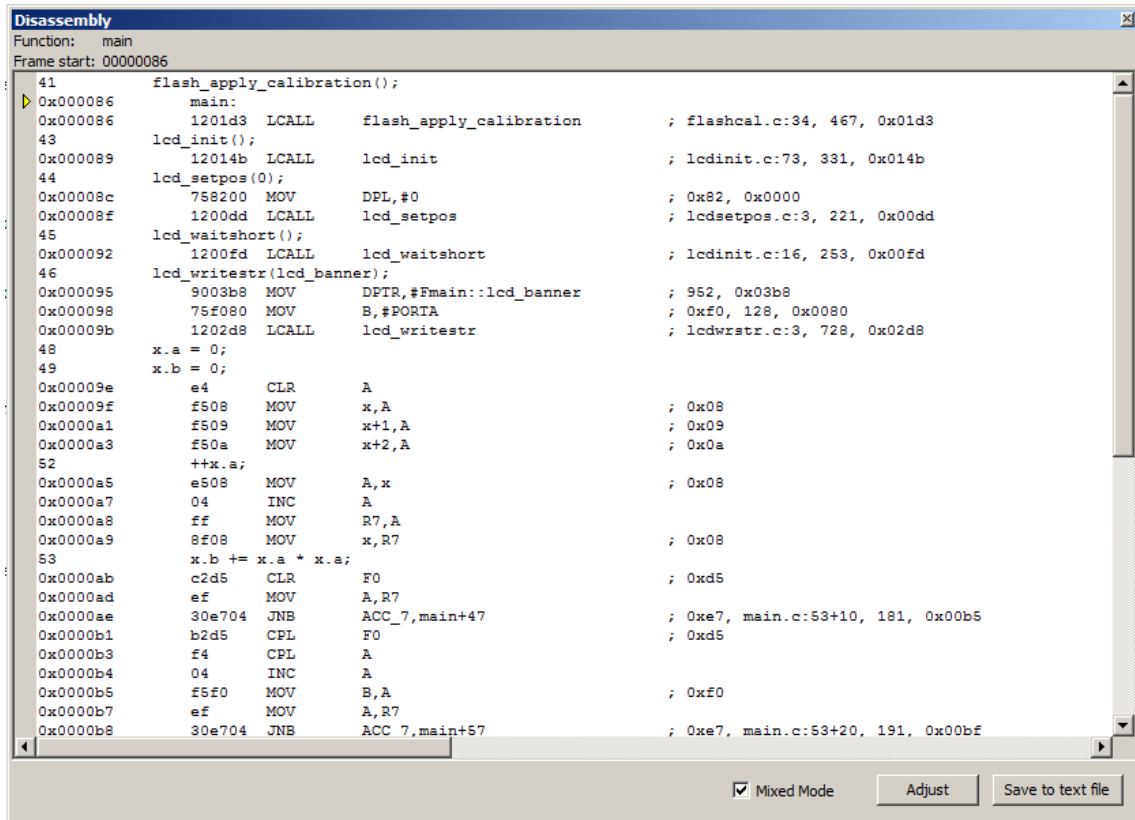 Disassembly
Function: main
Frame start: 00000086
41 flash_apply_calibration();
0x000086 main:
0x000086 1201d3 LCALL flash_apply_calibration ; flashcal.c:34, 467, 0x01d3
43 lcd_init();
0x000089 12014b LCALL lcd_init ; lcdinit.c:73, 331, 0x014b
44 lcd_setpos(0);
0x00008c 758200 MOV DPL,#0 ; 0x82, 0x0000
0x00008f 1200dd LCALL lcd_setpos ; lcdsetpos.c:3, 221, 0x00dd
45 lcd_waitshort();
0x000092 1200fd LCALL lcd_waitshort ; lcdinit.c:16, 253, 0x00fd
46 lcd_writestr(lcd_banner);
0x000095 9003b8 MOV DPTR,#Fmain::lcd_banner ; 952, 0x03b8
0x000098 75f080 MOV B,#PORTA ; 0xf0, 128, 0x0080
0x00009b 1202d8 LCALL lcd_writestr ; lcdwrstr.c:3, 728, 0x02d8
48 x.a = 0;
49 x.b = 0;
0x00009e e4 CLR A
0x00009f f508 MOV x,A ; 0x08
0x0000a1 f509 MOV x+1,A ; 0x09
0x0000a3 f50a MOV x+2,A ; 0x0a
52 ++x.a;
0x0000a5 e508 MOV A,x ; 0x08
0x0000a7 04 INC A
0x0000a8 ff MOV R7,A
0x0000a9 8f08 MOV x,R7 ; 0x08
53 x.b += x.a * x.a;
0x0000ab c2d5 CLR F0 ; 0xd5
0x0000ad ef MOV A,R7
0x0000ae 30e704 JNB ACC_7,main+47 ; 0xe7, main.c:53+10, 181, 0x00b5
0x0000b1 b2d5 CPL F0 ; 0xd5
0x0000b3 f4 CPL A
0x0000b4 04 INC A
0x0000b5 f5f0 MOV B,A ; 0xf0
0x0000b7 ef MOV A,R7
0x0000b8 30e704 JNB ACC_7,main+57 ; 0xe7, main.c:53+20, 191, 0x00bf
Mixed Mode Adjust Save to text file